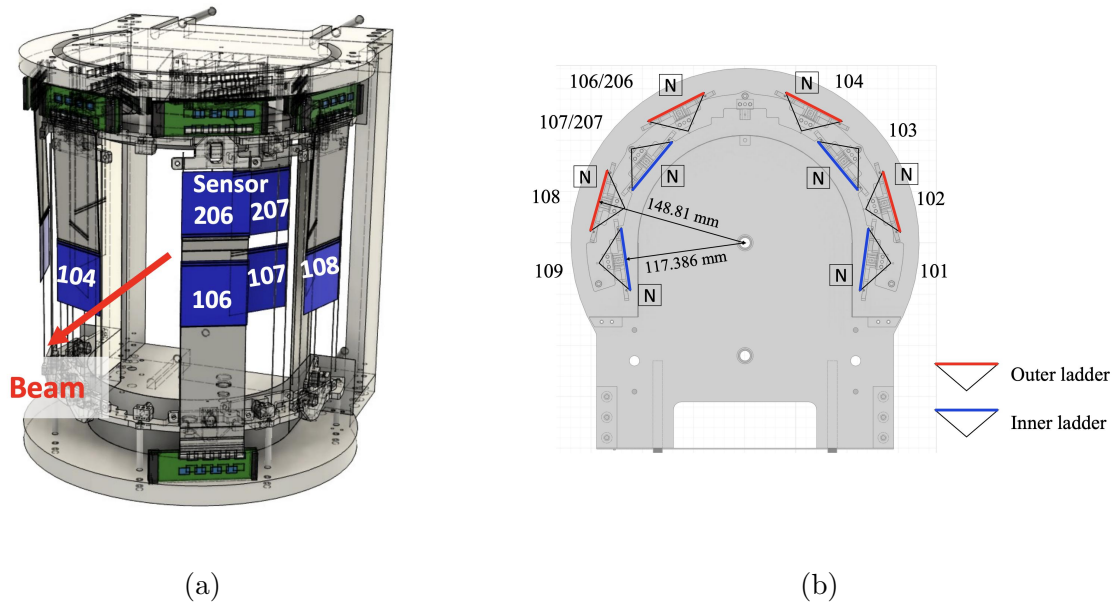 Sensor
206
207
104
106
107
108
Beam
106/206
N
N
104
107/207
103
N
N
N
N
108
148.81 mm
102
117.386 mm
109
N
N
101
Outer ladder
Inner ladder
(a)
(b)